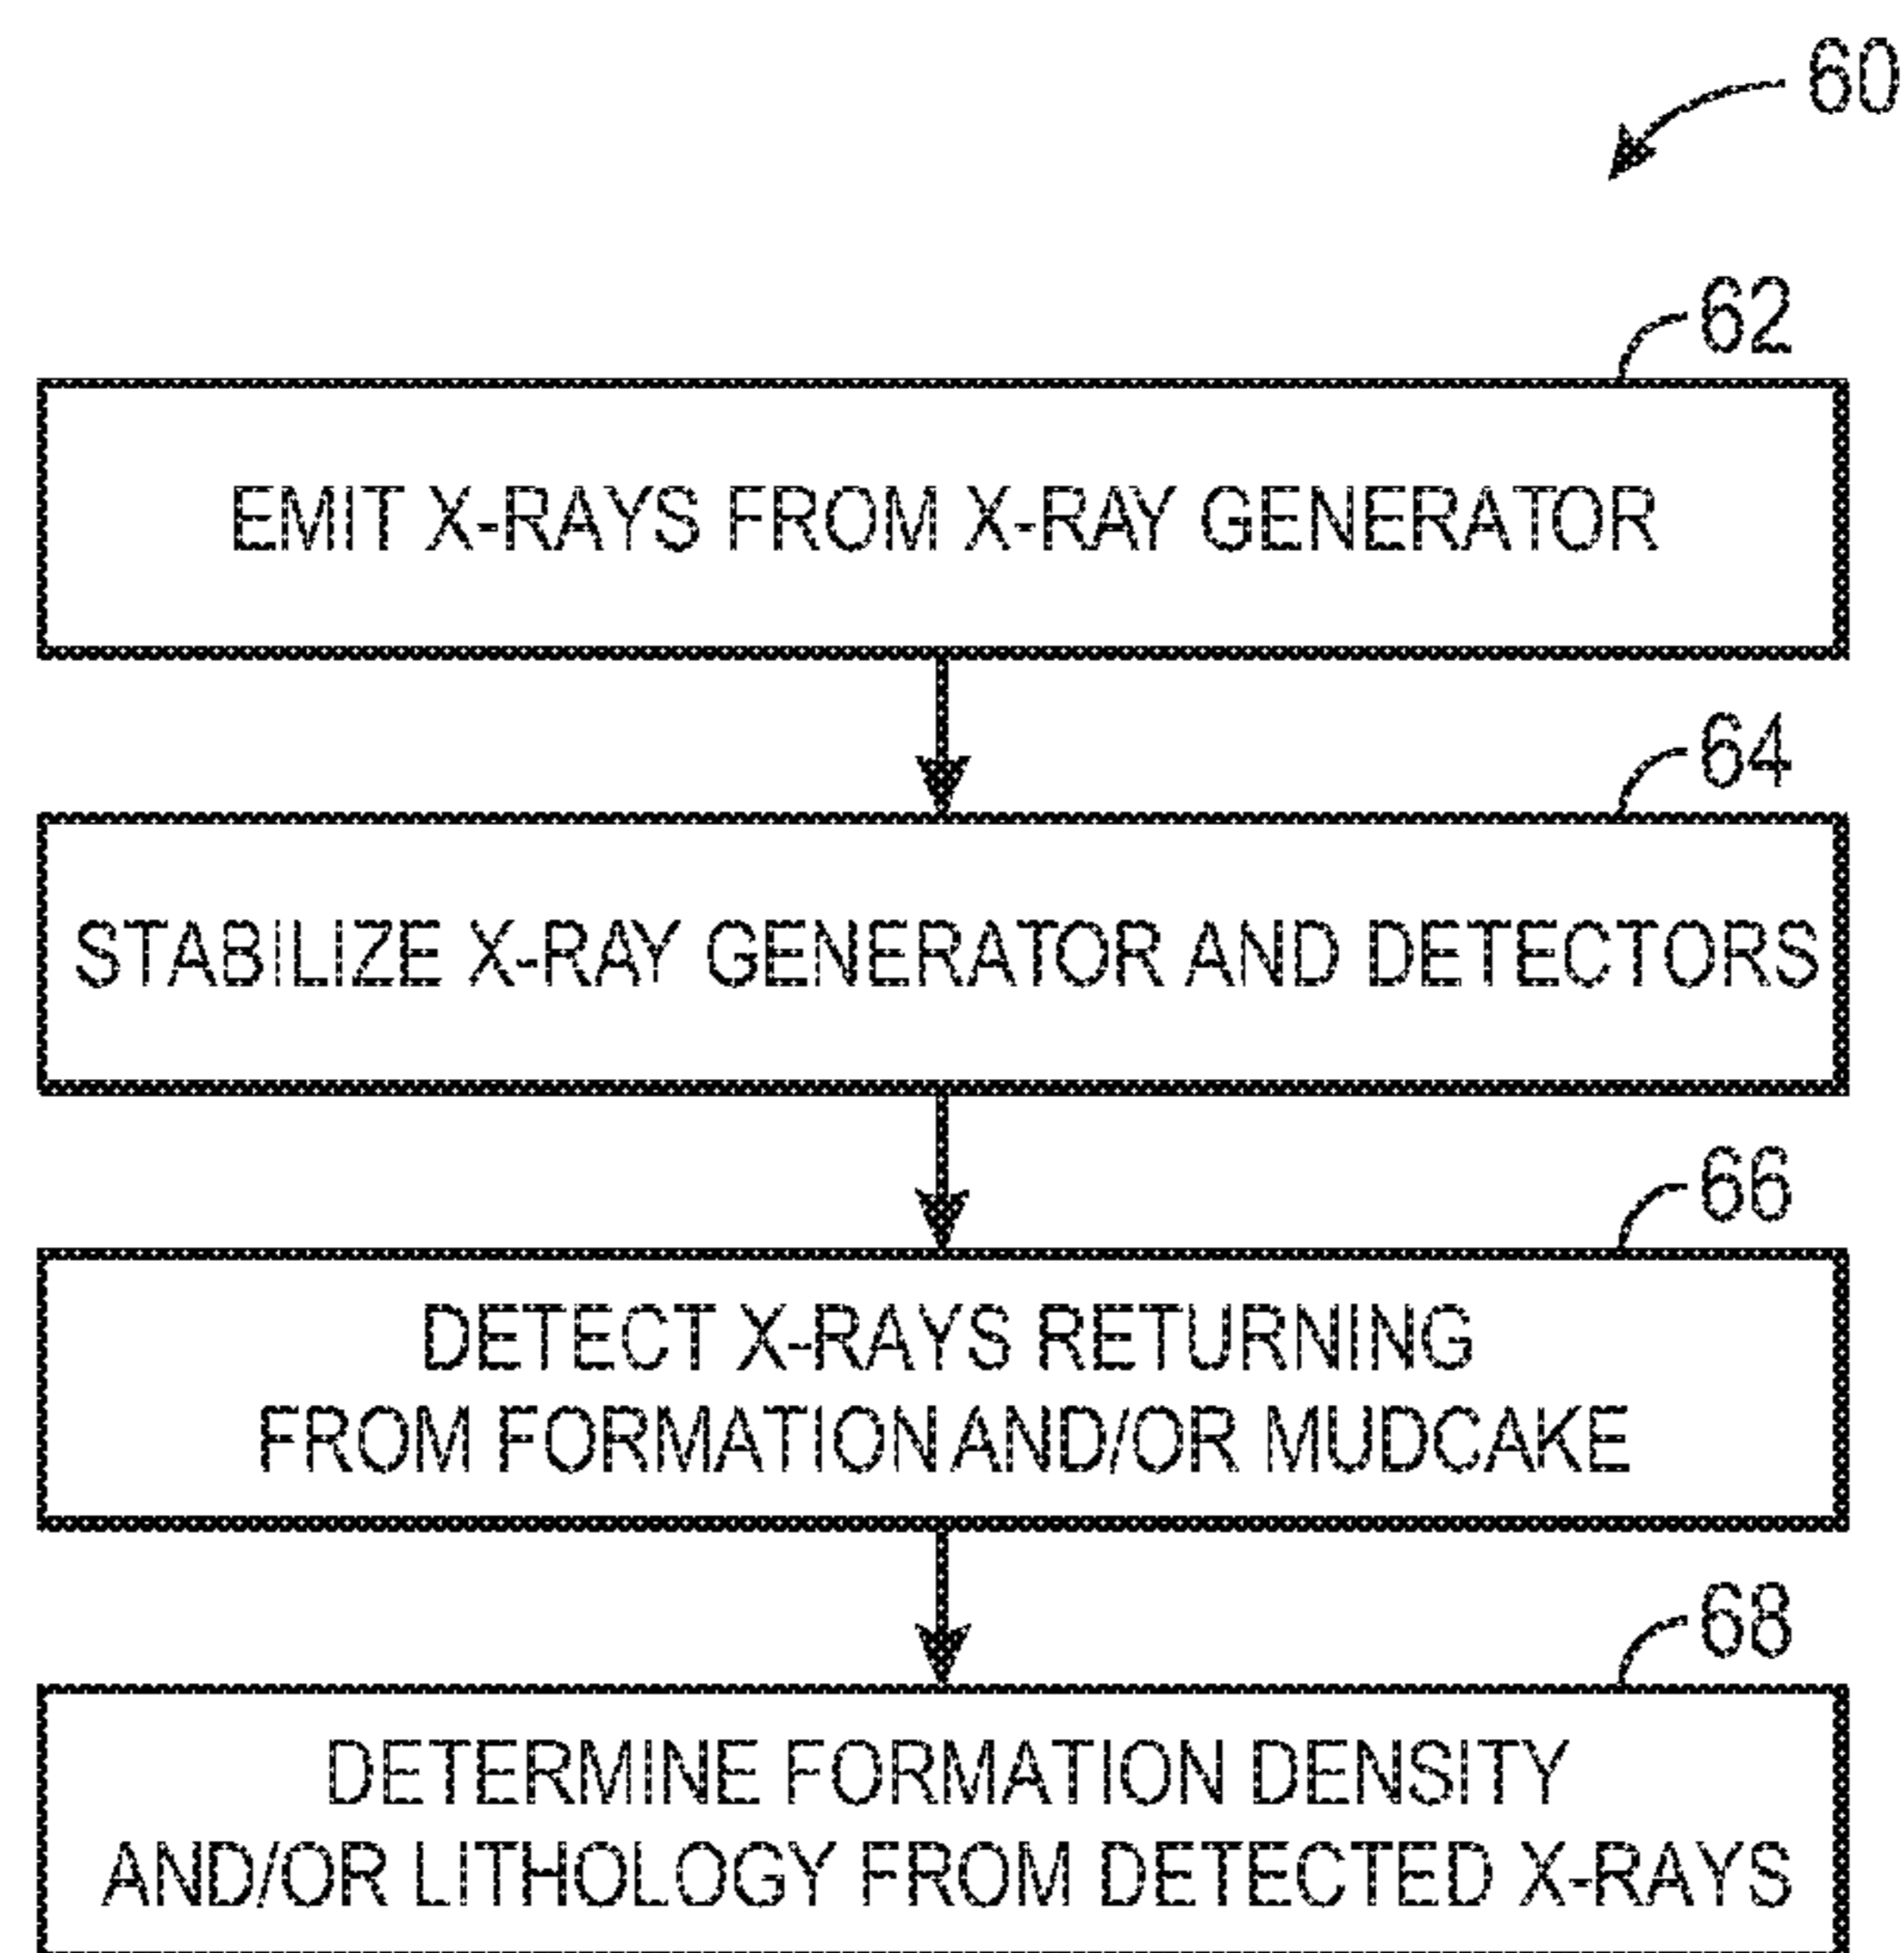 60
62
EMIT X-RAYS FROM X-RAY GENERATOR
64
STABILIZE X-RAY GENERATOR AND DETECTORS
66
DETECT X-RAYS RETURNING
FROM FORMATION AND/OR MUDCAKE
68
DETERMINE FORMATION DENSITY
AND/OR LITHOLOGY FROM DETECTED X-RAYS